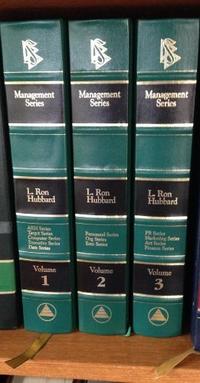 Management
Series
L. Ron
Hubbard
AKH Series
Target Series
Computer Series
Executive Series
Data Series
Volume
1
Management
Series
L. Ron
Hubbard
Personnel Series
Org Series
Esto Series
Volume
2
Management
Series
L. Ron
Hubbard
PR Series
Marketing Series
Art Series
Finance Series
Volume
3